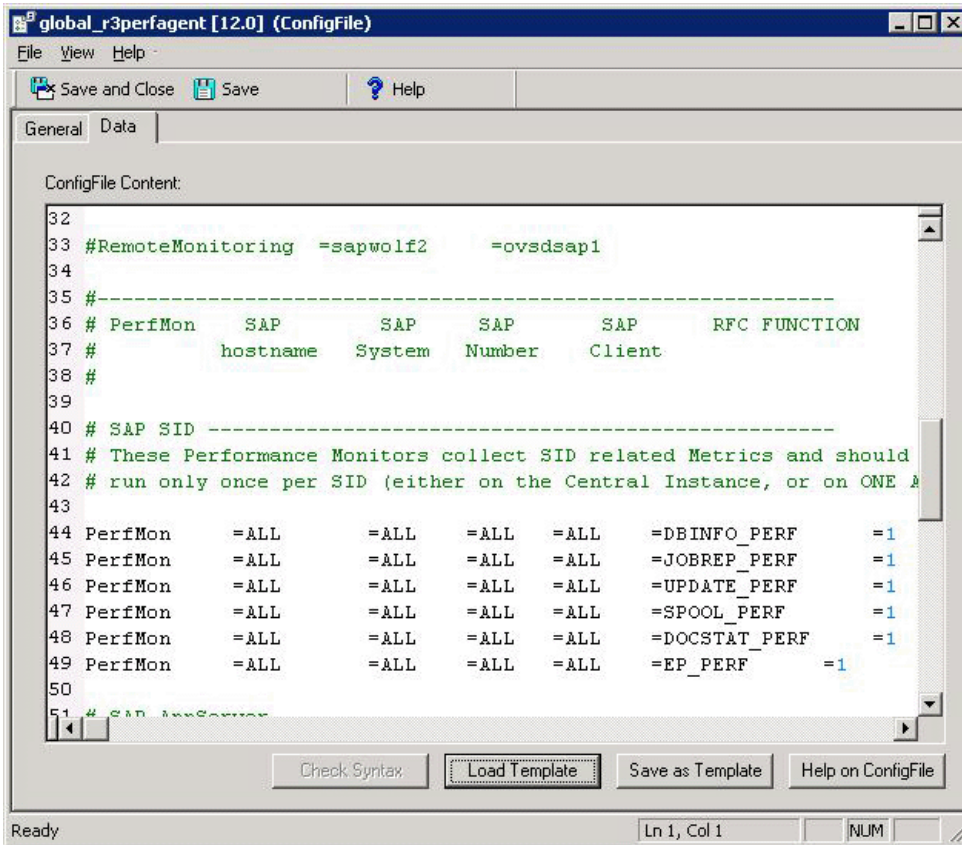 global_r3perfagent [12.0] (ConfigFile)
File View Help
Save and Close Save Help
General Data
ConfigFile Content:
32
33 #RemoteMonitoring =sapwolf2 =ovsdsap1
34
35 #------------------------------------------------------------
36 # PerfMon SAP SAP SAP SAP RFC FUNCTION
37 # hostname System Number Client
38 #
39
40 # SAP SID ---------------------------------------------------
41 # These Performance Monitors collect SID related Metrics and should
42 # run only once per SID (either on the Central Instance, or on ONE A
43
44 PerfMon =ALL =ALL =ALL =ALL =DBINFO_PERF =1
45 PerfMon =ALL =ALL =ALL =ALL =JOBREP_PERF =1
46 PerfMon =ALL =ALL =ALL =ALL =UPDATE_PERF =1
47 PerfMon =ALL =ALL =ALL =ALL =SPOOL_PERF =1
48 PerfMon =ALL =ALL =ALL =ALL =DOCSTAT_PERF =1
49 PerfMon =ALL =ALL =ALL =ALL =EP_PERF =1
50
51 # SAP AppServer
Check Syntax Load Template Save as Template Help on ConfigFile
Ready Ln 1, Col 1 NUM